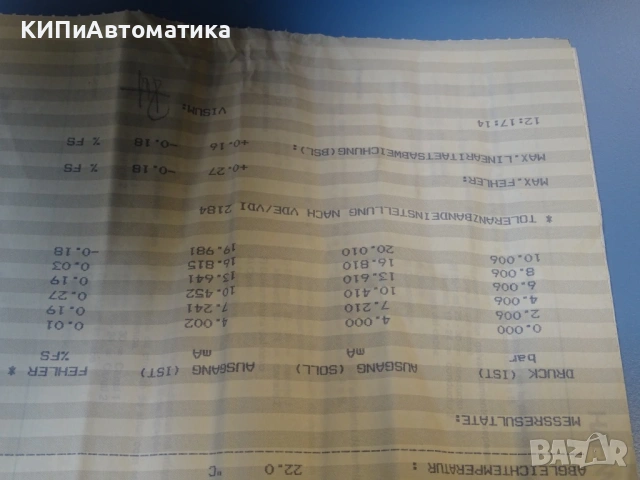 КИПиАвтоматика
ABGLEICHTEMPERATUR : 22.0 °C
MESSRESULTATE:
DRUCK (IST) AUSGANG (SOLL) AUSGANG (IST) FEHLER *
bar mA mA %FS
0.000 4.000 4.002 0.01
2.006 7.210 7.241 0.19
4.006 10.410 10.452 0.27
6.006 13.610 13.641 0.19
8.006 16.810 16.815 0.03
10.006 20.010 19.981 -0.18
* TOLERANZBANDEINSTELLUNG NACH VDE/VDI 2184
MAX.FEHLER: +0.27 -0.18 % FS
MAX.LINEARITAETSABWEICHUNG(BSL): +0.16 -0.18 % FS
12:17:14 VISUM:
КИПиАвтоматика
bazar